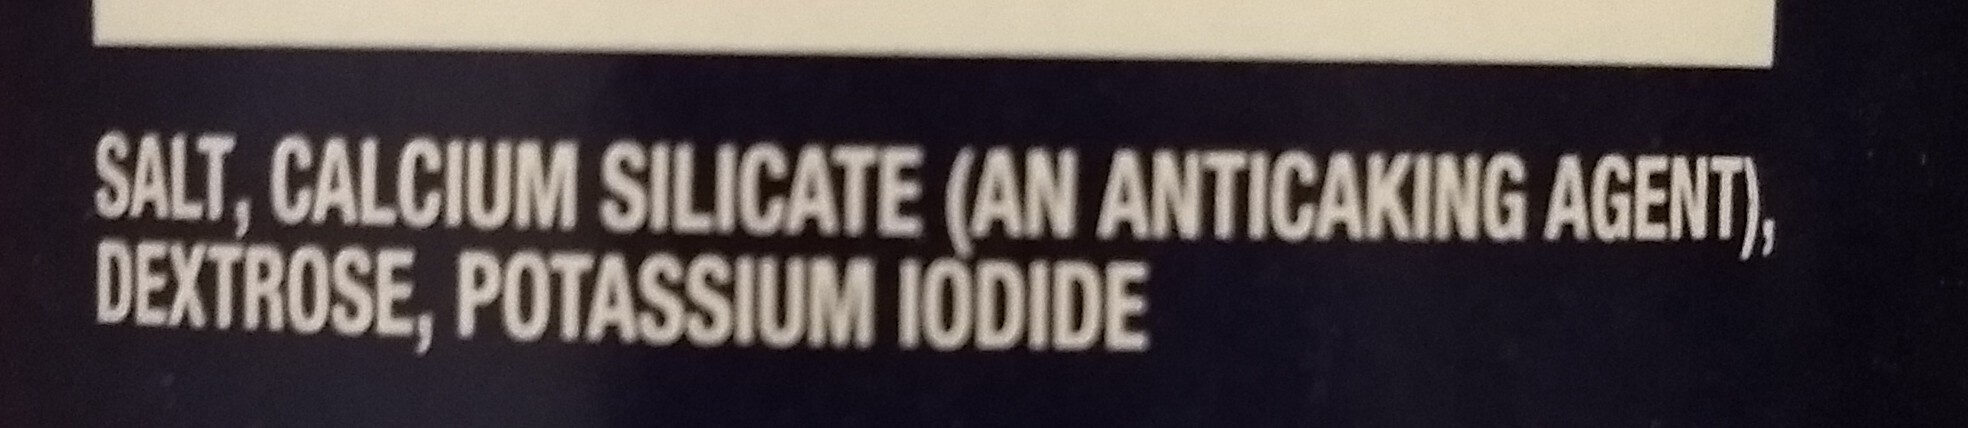 SALT, CALCIUM SILICATE (AN ANTICAKING AGENT),
DEXTROSE, POTASSIUM IODIDE